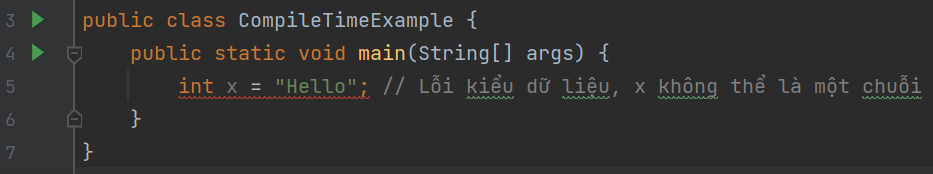 3 public class CompileTimeExample {
4 public static void main(String[] args) {
5 int x = "Hello"; // Lỗi kiểu dữ liệu, x không thể là một chuỗi
6 }
7 }